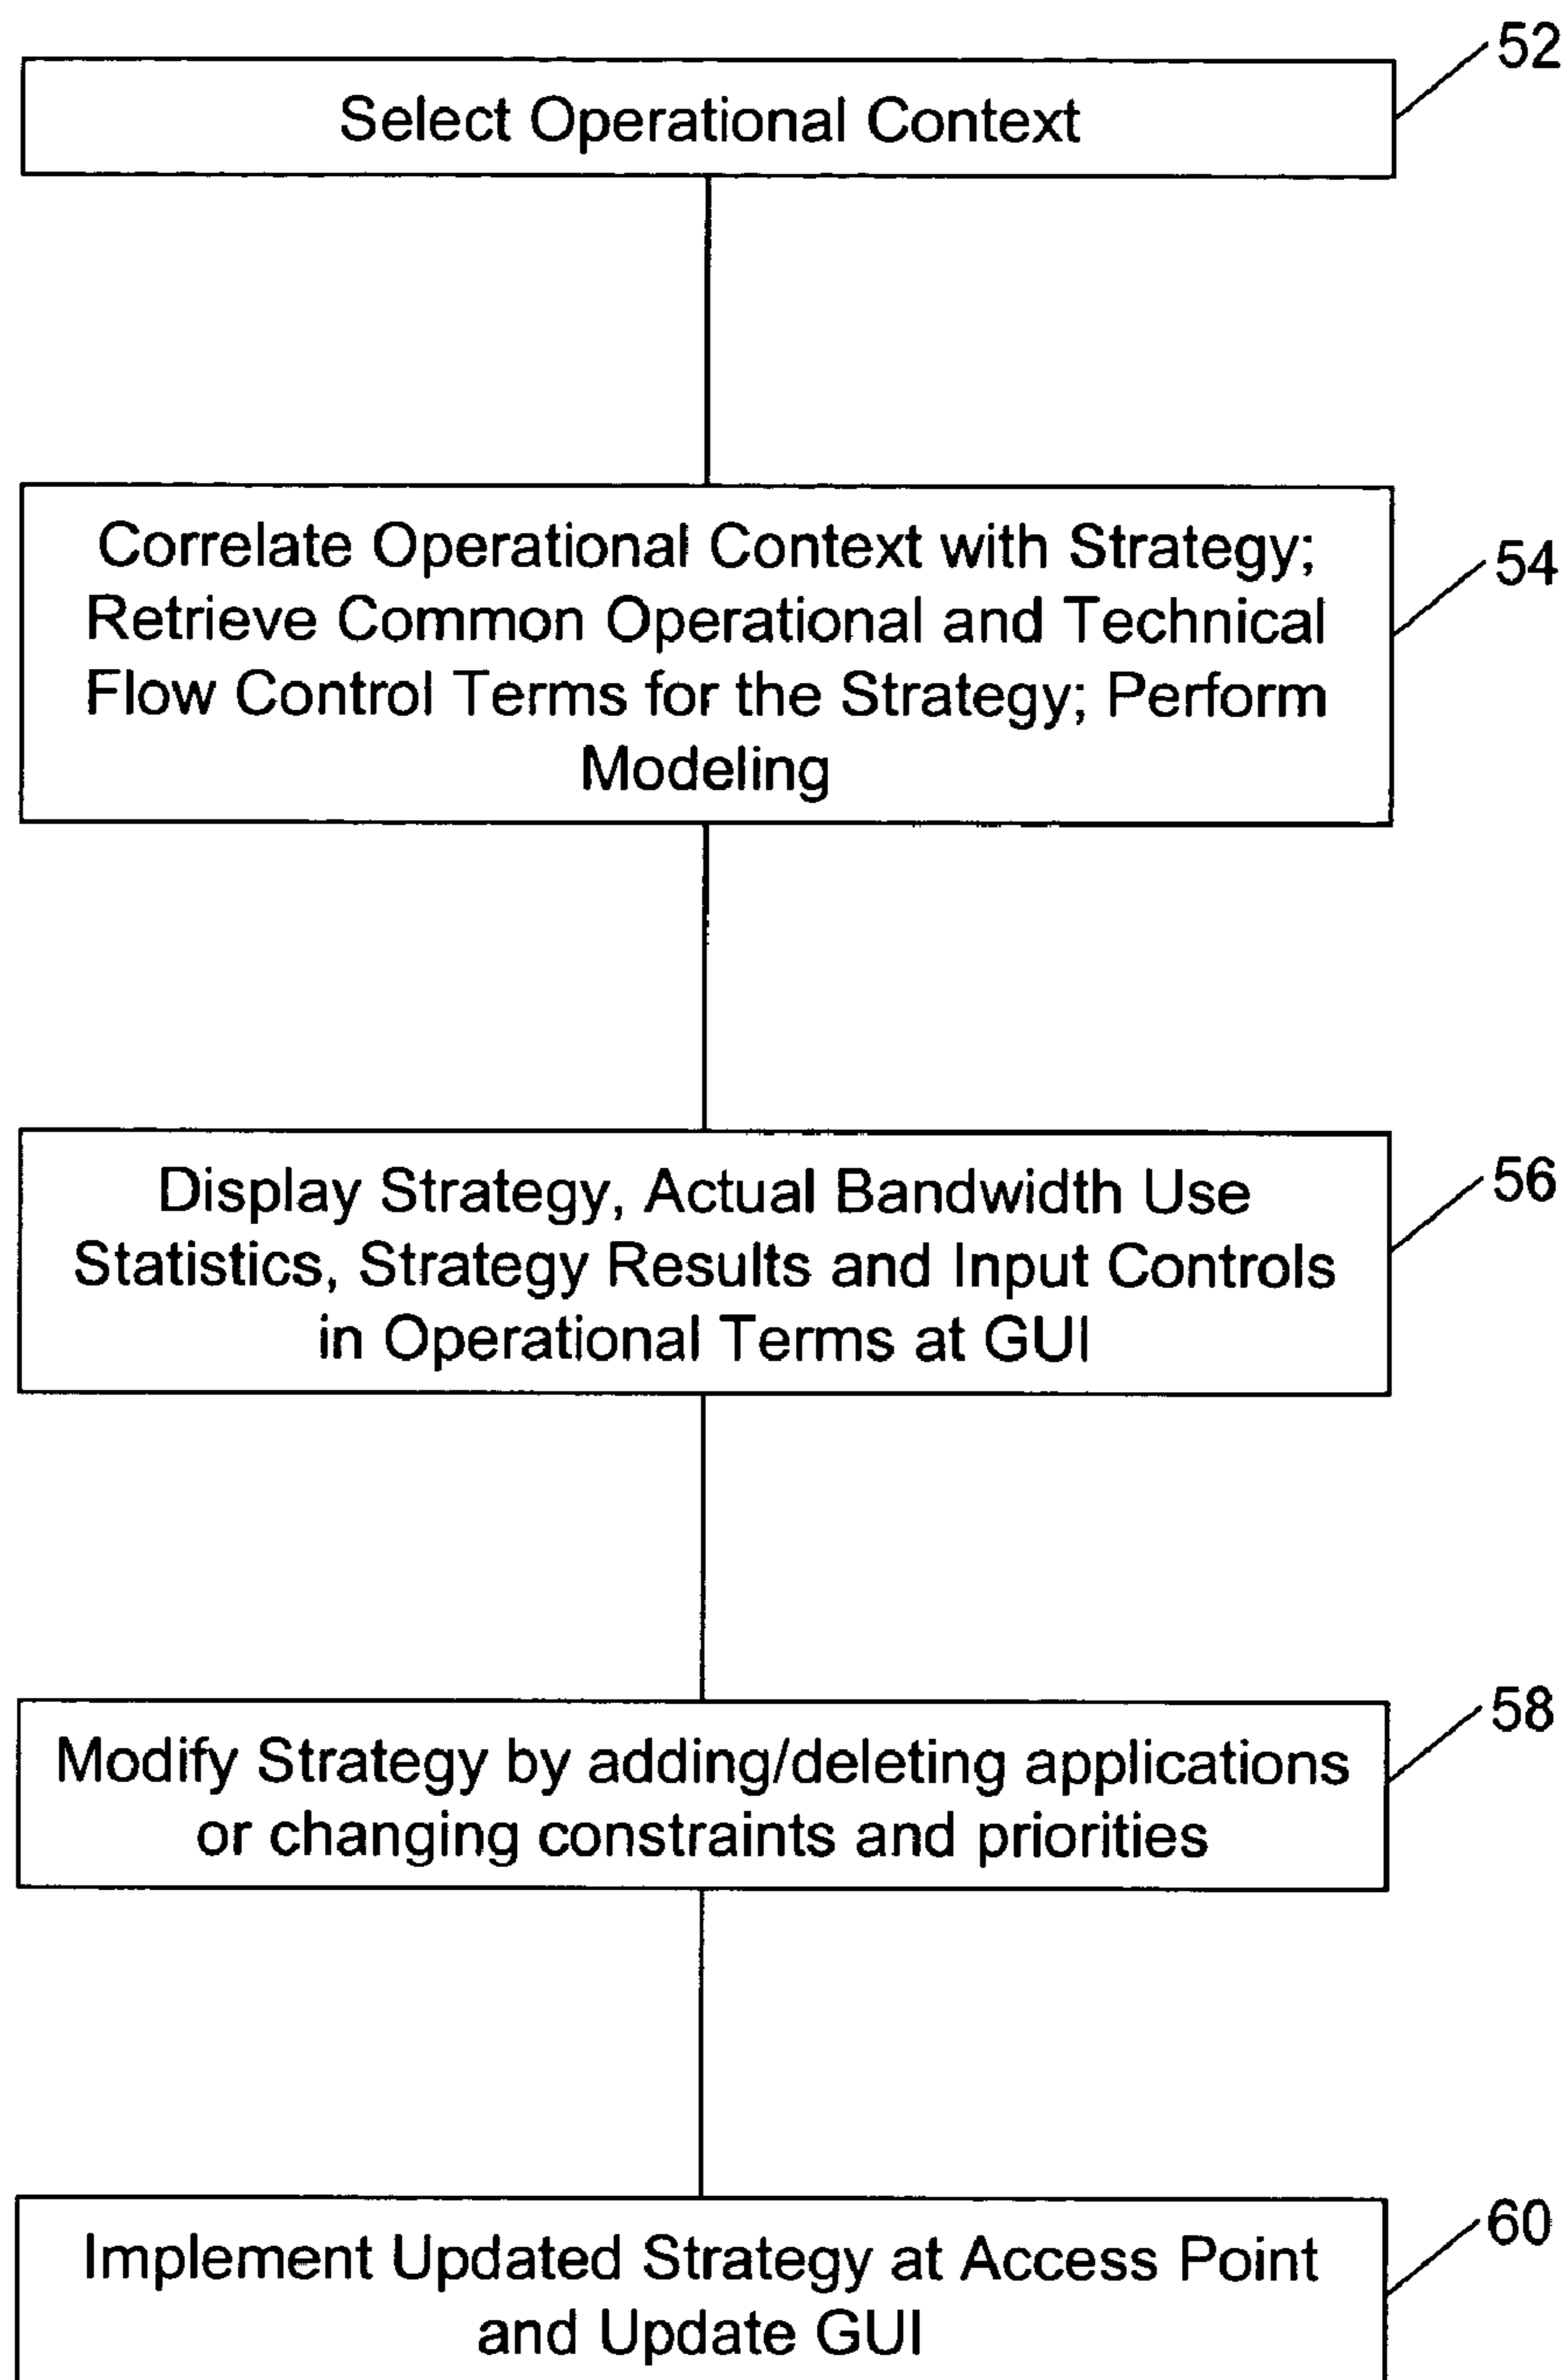 52
Select Operational Context
Correlate Operational Context with Strategy;
Retrieve Common Operational and Technical
Flow Control Terms for the Strategy; Perform
Modeling
54
Display Strategy, Actual Bandwidth Use
Statistics, Strategy Results and Input Controls
in Operational Terms at GUI
56
Modify Strategy by adding/deleting applications
or changing constraints and priorities
58
Implement Updated Strategy at Access Point
and Update GUI
60